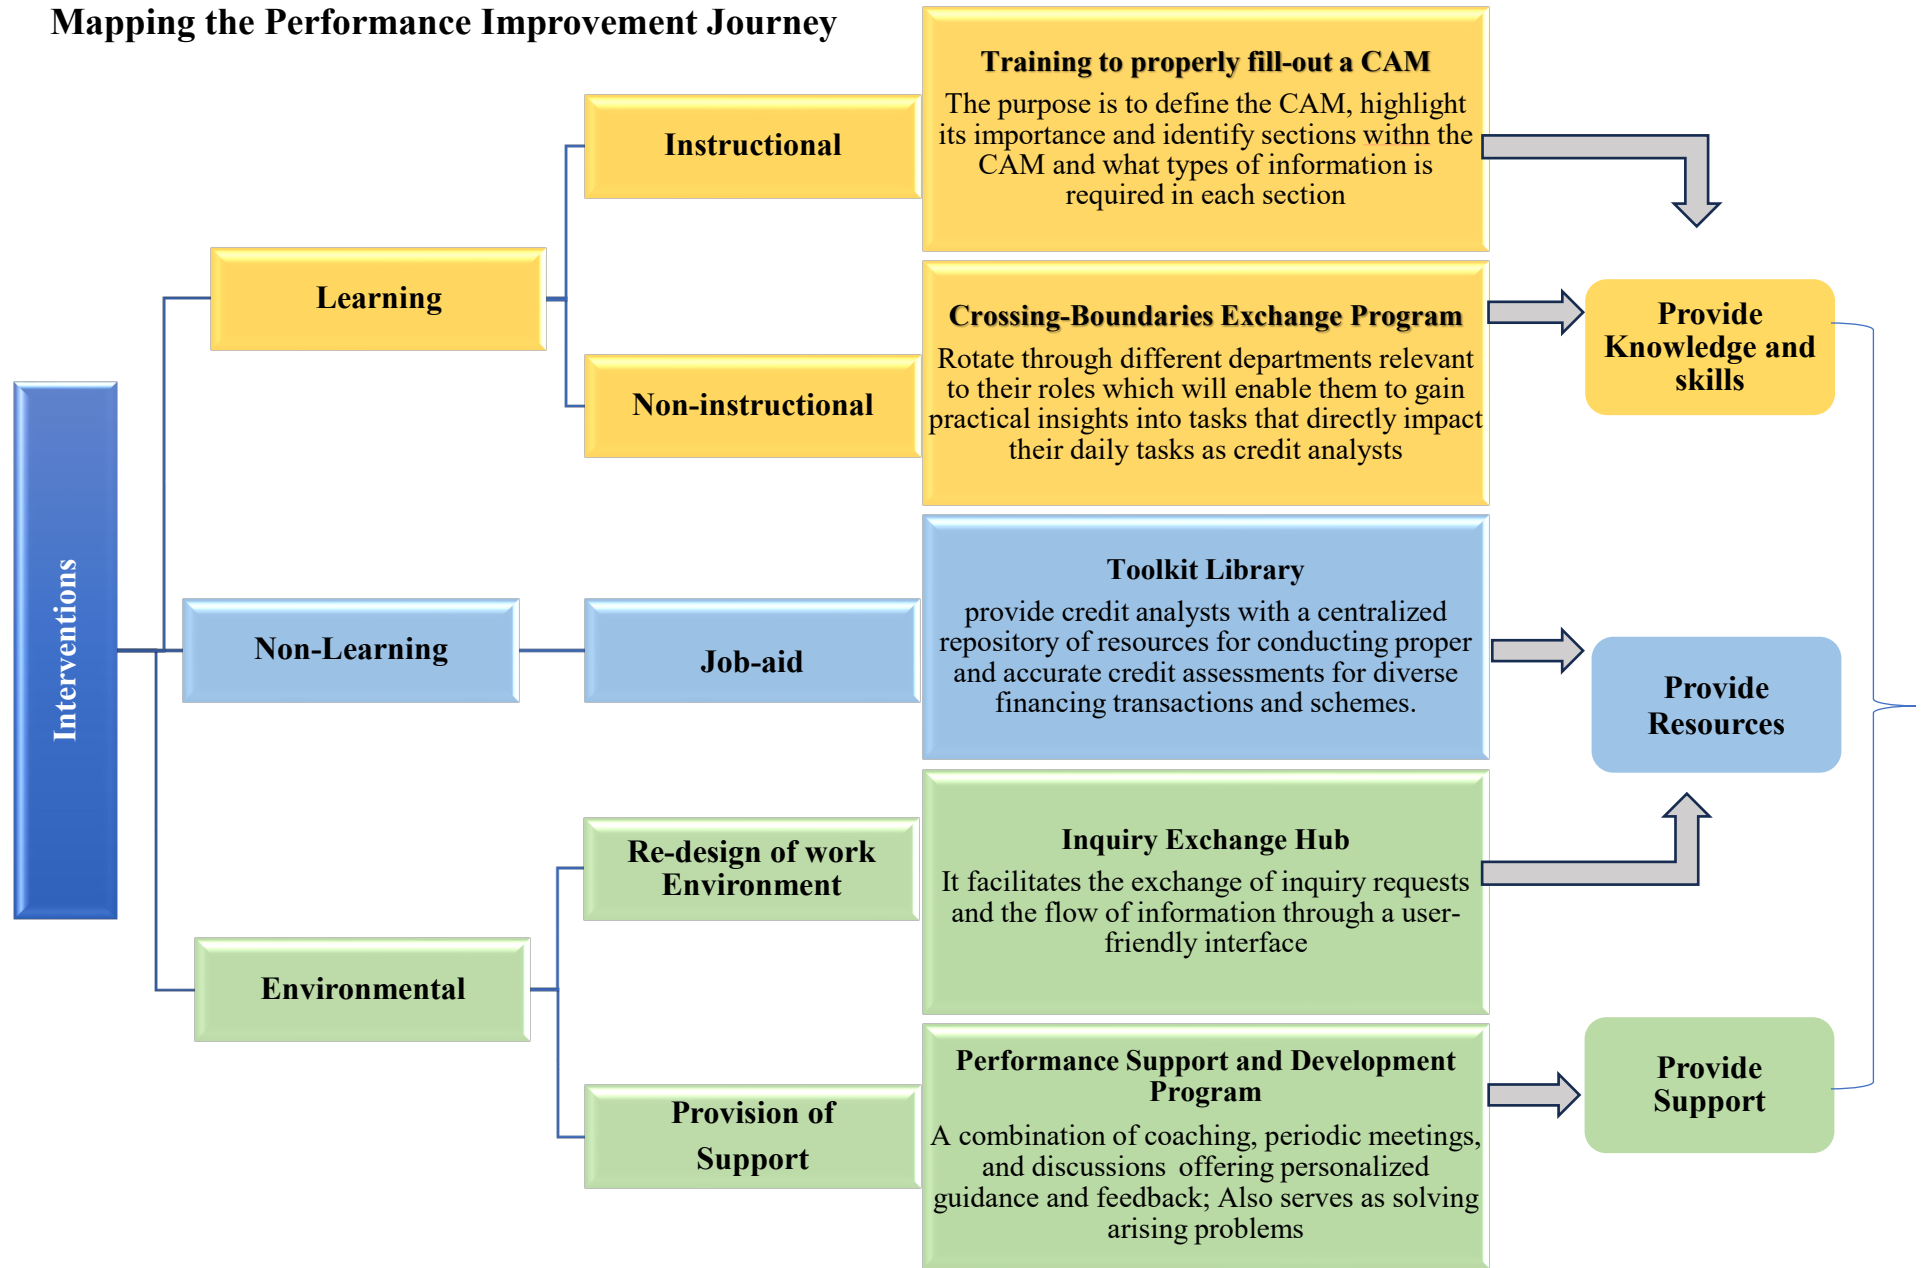 Mapping the Performance Improvement Journey
Interventions
Learning
Instructional
Training to properly fill-out a CAM
The purpose is to define the CAM, highlight
its importance and identify sections withn the
CAM and what types of information is
required in each section
Non-instructional
Crossing-Boundaries Exchange Program
Rotate through different departments relevant
to their roles which will enable them to gain
practical insights into tasks that directly impact
their daily tasks as credit analysts
Provide
Knowledge and
skills
Non-Learning
Job-aid
Toolkit Library
provide credit analysts with a centralized
repository of resources for conducting proper
and accurate credit assessments for diverse
financing transactions and schemes.
Provide
Resources
Environmental
Re-design of work
Environment
Inquiry Exchange Hub
It facilitates the exchange of inquiry requests
and the flow of information through a user-
friendly interface
Provision of
Support
Performance Support and Development
Program
A combination of coaching, periodic meetings,
and discussions offering personalized
guidance and feedback; Also serves as solving
arising problems
Provide
Support